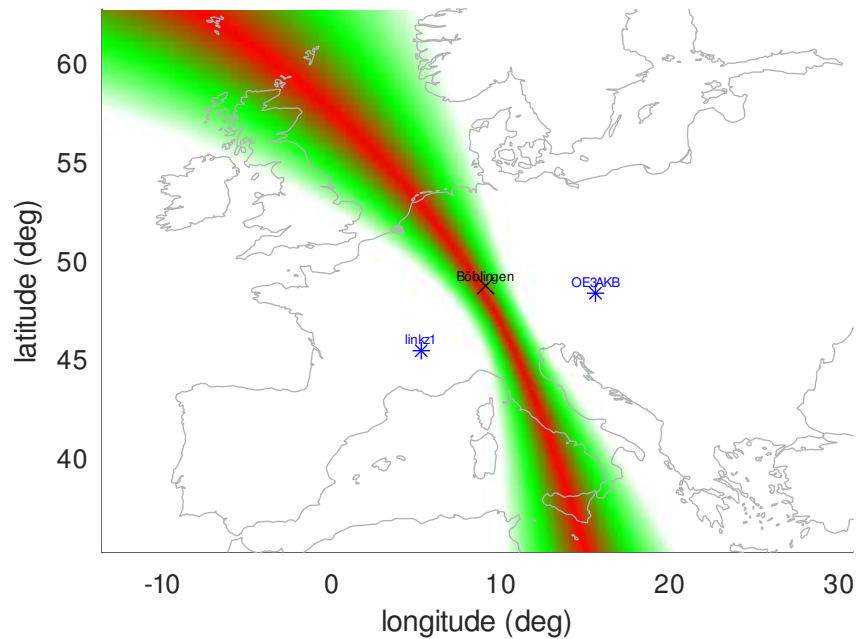 60
55
50
45
40
latitude (deg)
Böblingen
OE3AKB
linkz1
-10 0 10 20 30
longitude (deg)